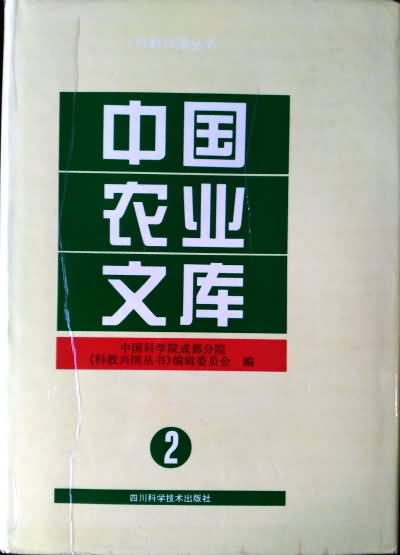 科教兴国丛书
中国
农业
文库
中国科学院成都分院
《科教兴国丛书》编辑委员会 编
2
四川科学技术出版社